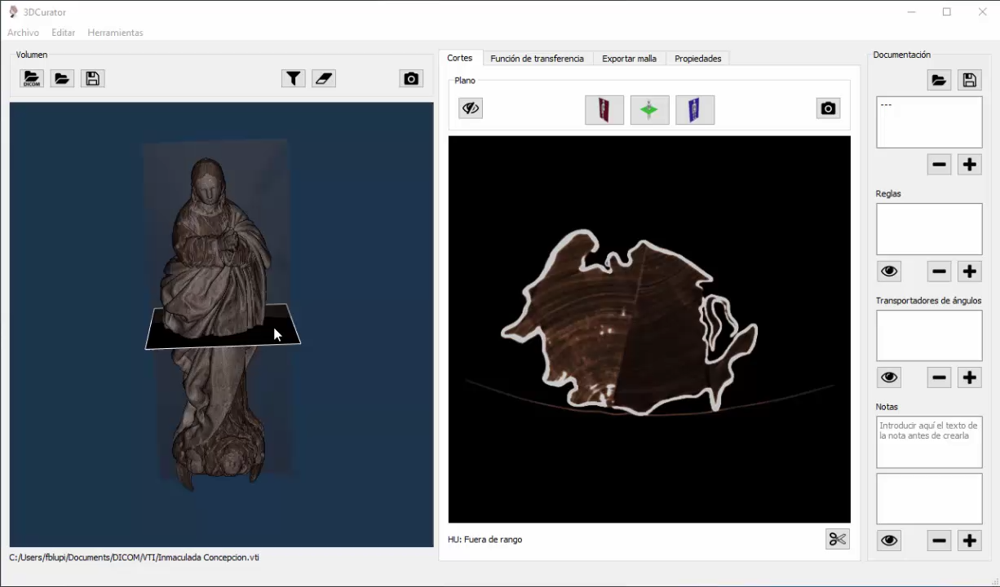 3DCurator
Archivo Editar Herramientas
Volumen
DICOM
C:/Users/fblupi/Documents/DICOM/VTI/Inmaculada Concepcion.vti
Cortes Función de transferencia Exportar malla Propiedades
Plano
HU: Fuera de rango
Documentación
---
Reglas
Transportadores de ángulos
Notas
Introducir aquí el texto de
la nota antes de crearla